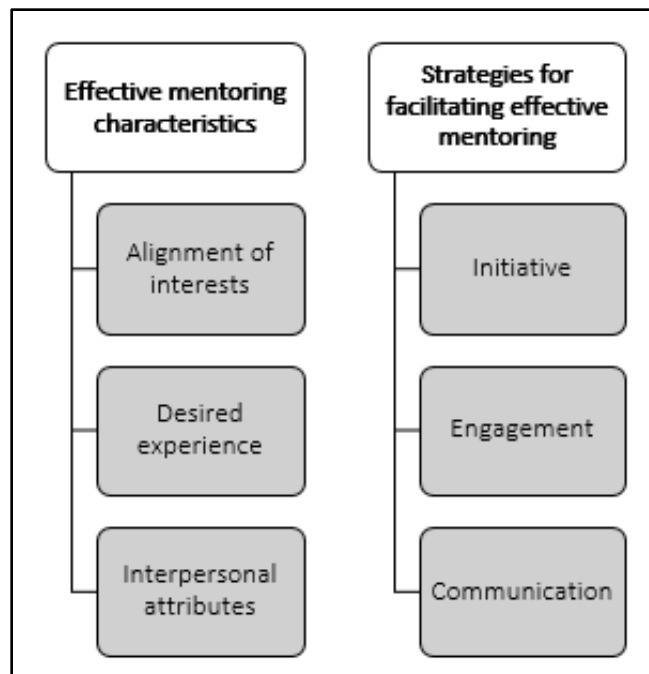 Effective mentoring
characteristics
Alignment of
interests
Desired
experience
Interpersonal
attributes
Strategies for
facilitating effective
mentoring
Initiative
Engagement
Communication